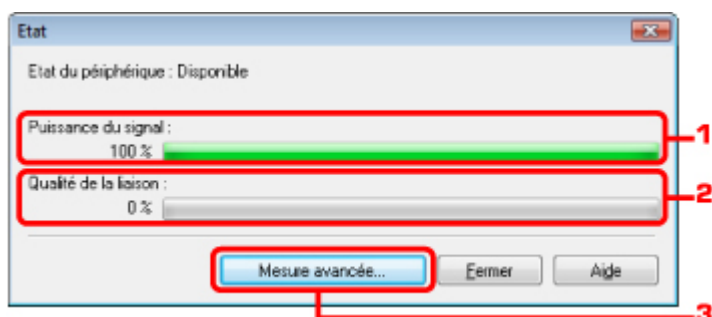 Etat
Etat du périphérique : Disponible
Puissance du signal :
100 %
1
Qualité de la liaison :
0 %
2
Mesure avancée...
Fermer
Aide
3